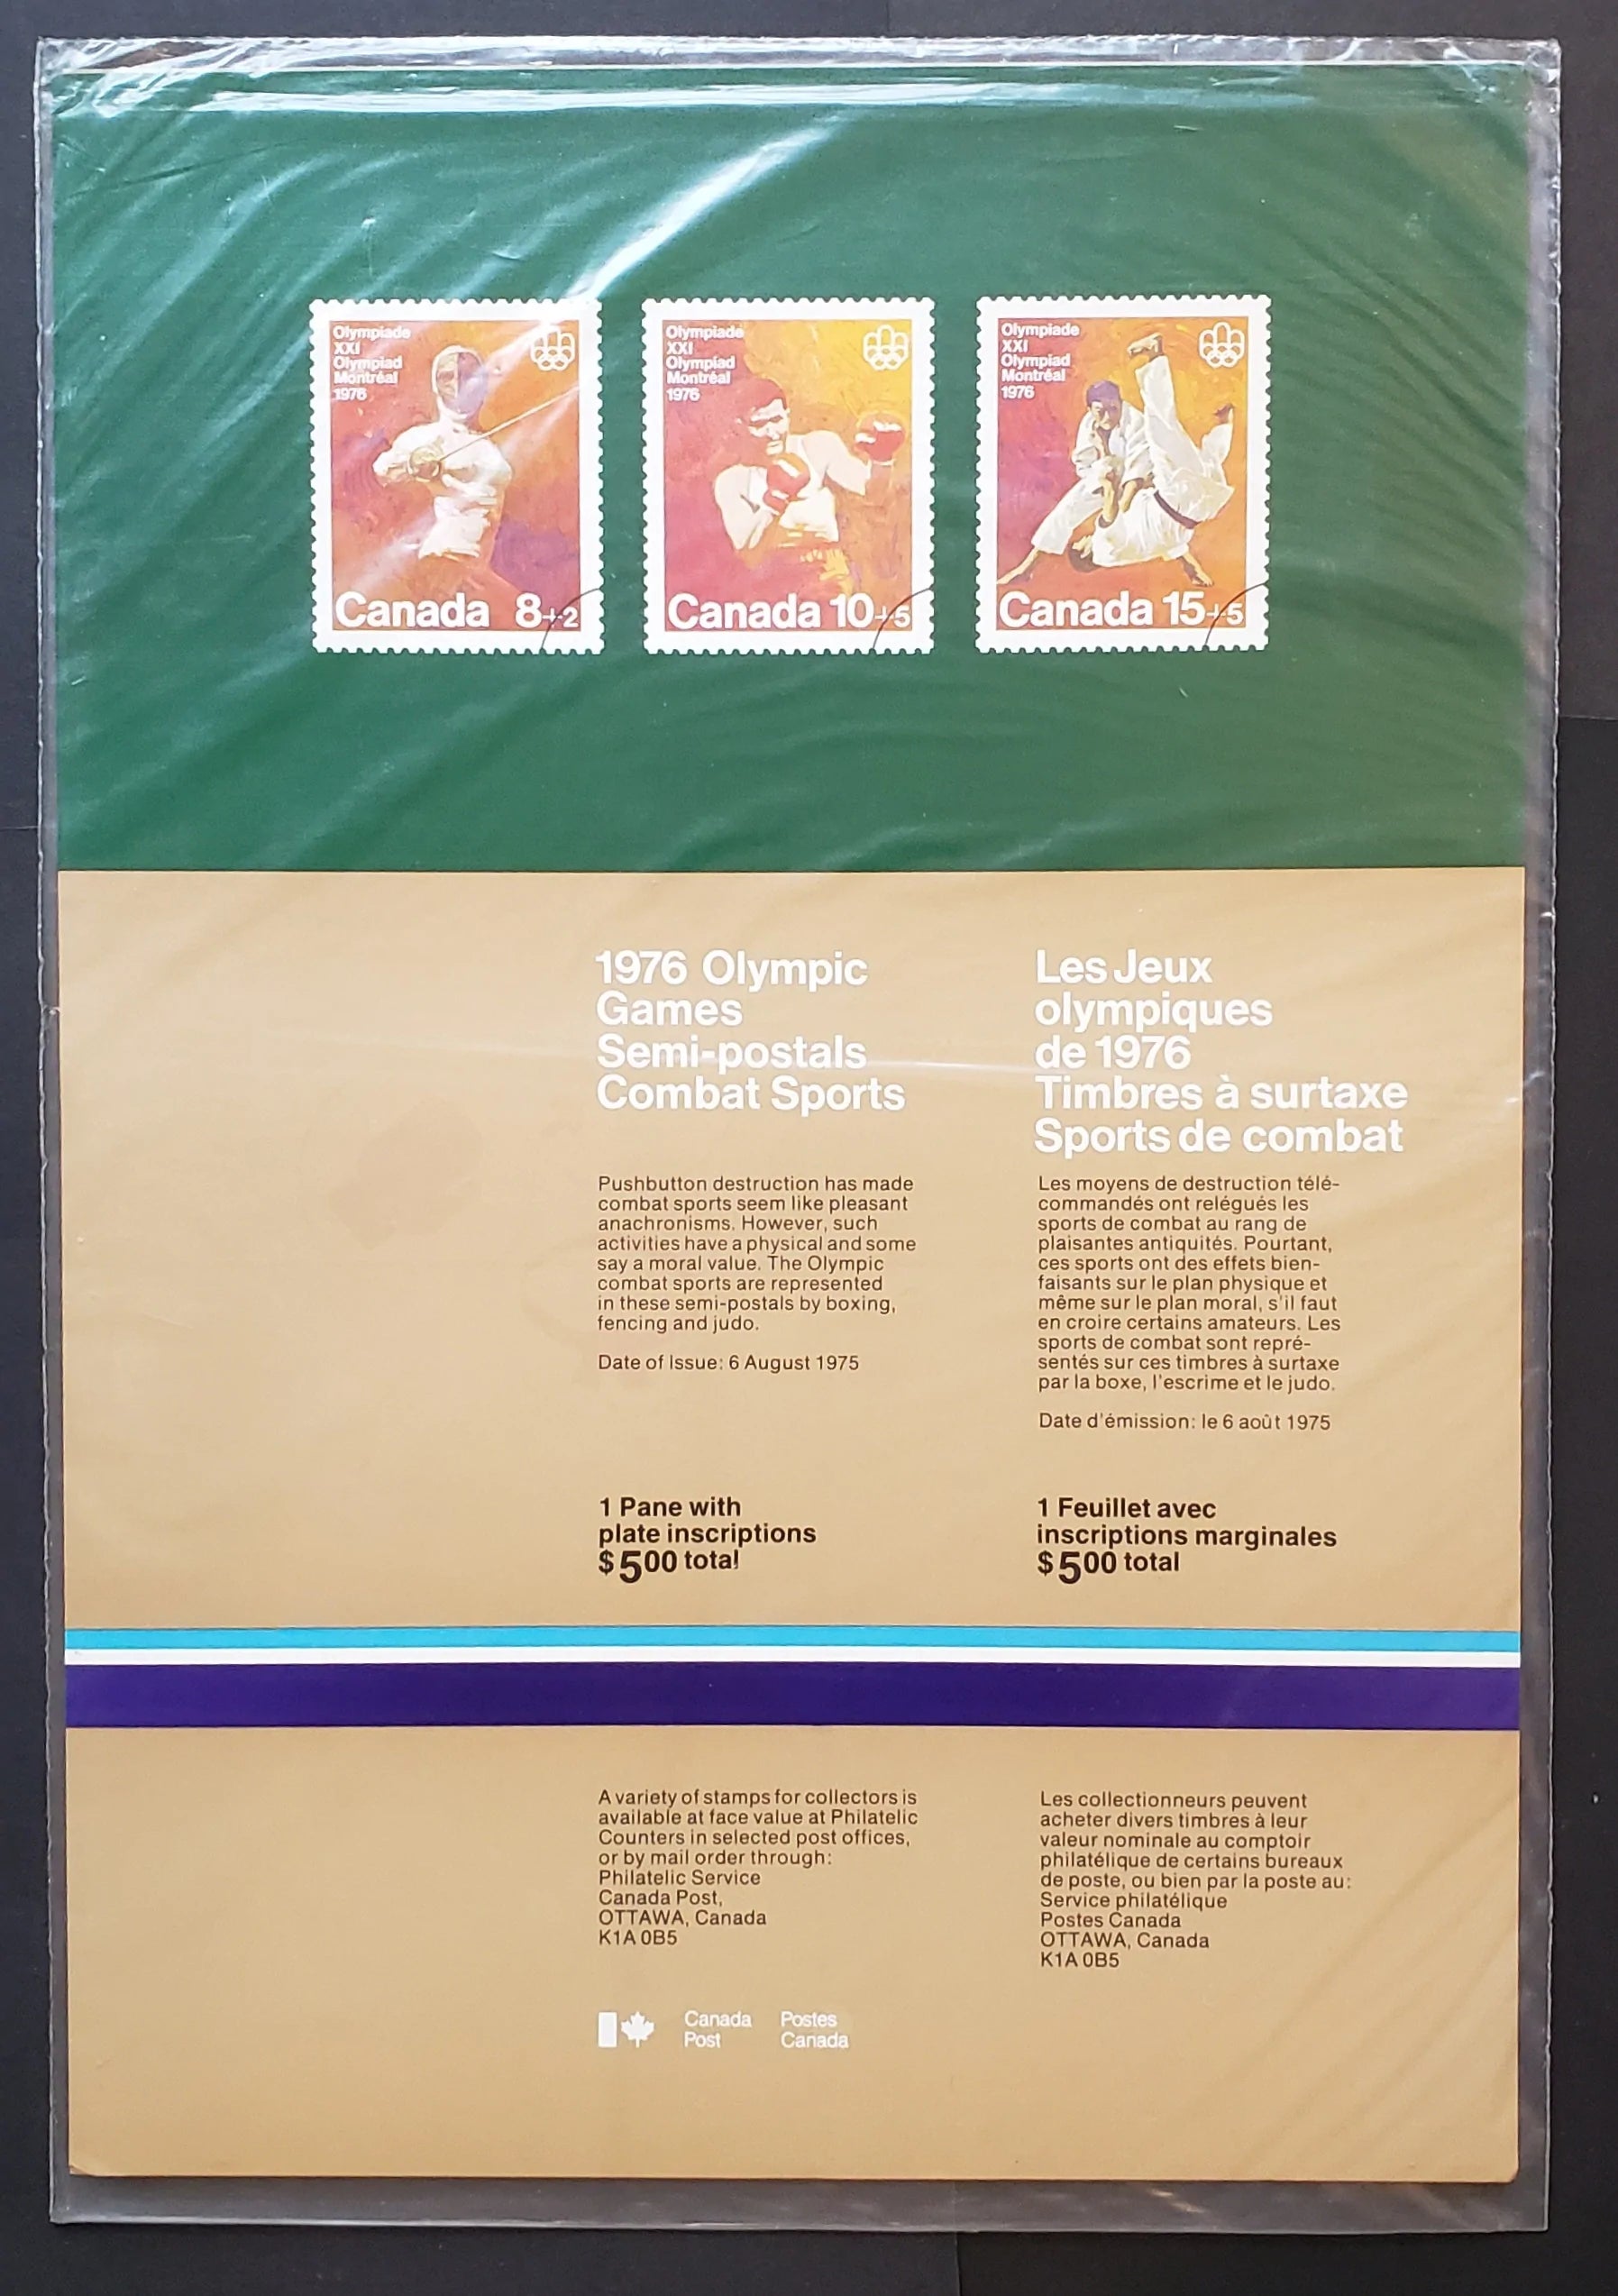 Olympiade
XXI
Olympiad
Montréal
1976
Canada 8+2
Olympiade
XXI
Olympiad
Montréal
1976
Canada 10+5
Olympiade
XXI
Olympiad
Montréal
1976
Canada 15+5
1976 Olympic
Games
Semi-postals
Combat Sports
Pushbutton destruction has made
combat sports seem like pleasant
anachronisms. However, such
activities have a physical and some
say a moral value. The Olympic
combat sports are represented
in these semi-postals by boxing,
fencing and judo.
Date of Issue: 6 August 1975
1 Pane with
plate inscriptions
$500 total
Les Jeux
olympiques
de 1976
Timbres à surtaxe
Sports de combat
Les moyens de destruction télé-
commandés ont relégués les
sports de combat au rang de
plaisantes antiquités. Pourtant,
ces sports ont des effets bien-
faisants sur le plan physique et
même sur le plan moral, s'il faut
en croire certains amateurs. Les
sports de combat sont repré-
sentés sur ces timbres à surtaxe
par la boxe, l'escrime et le judo.
Date d'émission: le 6 août 1975
1 Feuillet avec
inscriptions marginales
$500 total
A variety of stamps for collectors is
available at face value at Philatelic
Counters in selected post offices,
or by mail order through:
Philatelic Service
Canada Post,
OTTAWA, Canada
K1A 0B5
Les collectionneurs peuvent
acheter divers timbres à leur
valeur nominale au comptoir
philatélique de certains bureaux
de poste, ou bien par la poste au:
Service philatélique
Postes Canada
OTTAWA, Canada
K1A 0B5
Canada
Post
Postes
Canada